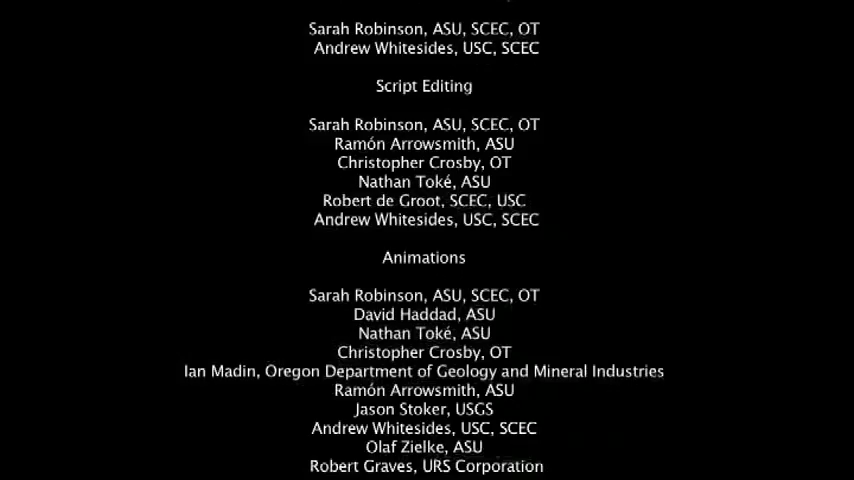 Sarah Robinson, ASU, SCEC, OT
Andrew Whitesides, USC, SCEC
Script Editing
Sarah Robinson, ASU, SCEC, OT
Ramón Arrowsmith, ASU
Christopher Crosby, OT
Nathan Toké, ASU
Robert de Groot, SCEC, USC
Andrew Whitesides, USC, SCEC
Animations
Sarah Robinson, ASU, SCEC, OT
David Haddad, ASU
Nathan Toké, ASU
Christopher Crosby, OT
Ian Madin, Oregon Department of Geology and Mineral Industries
Ramón Arrowsmith, ASU
Jason Stoker, USGS
Andrew Whitesides, USC, SCEC
Olaf Zielke, ASU
Robert Graves, URS Corporation